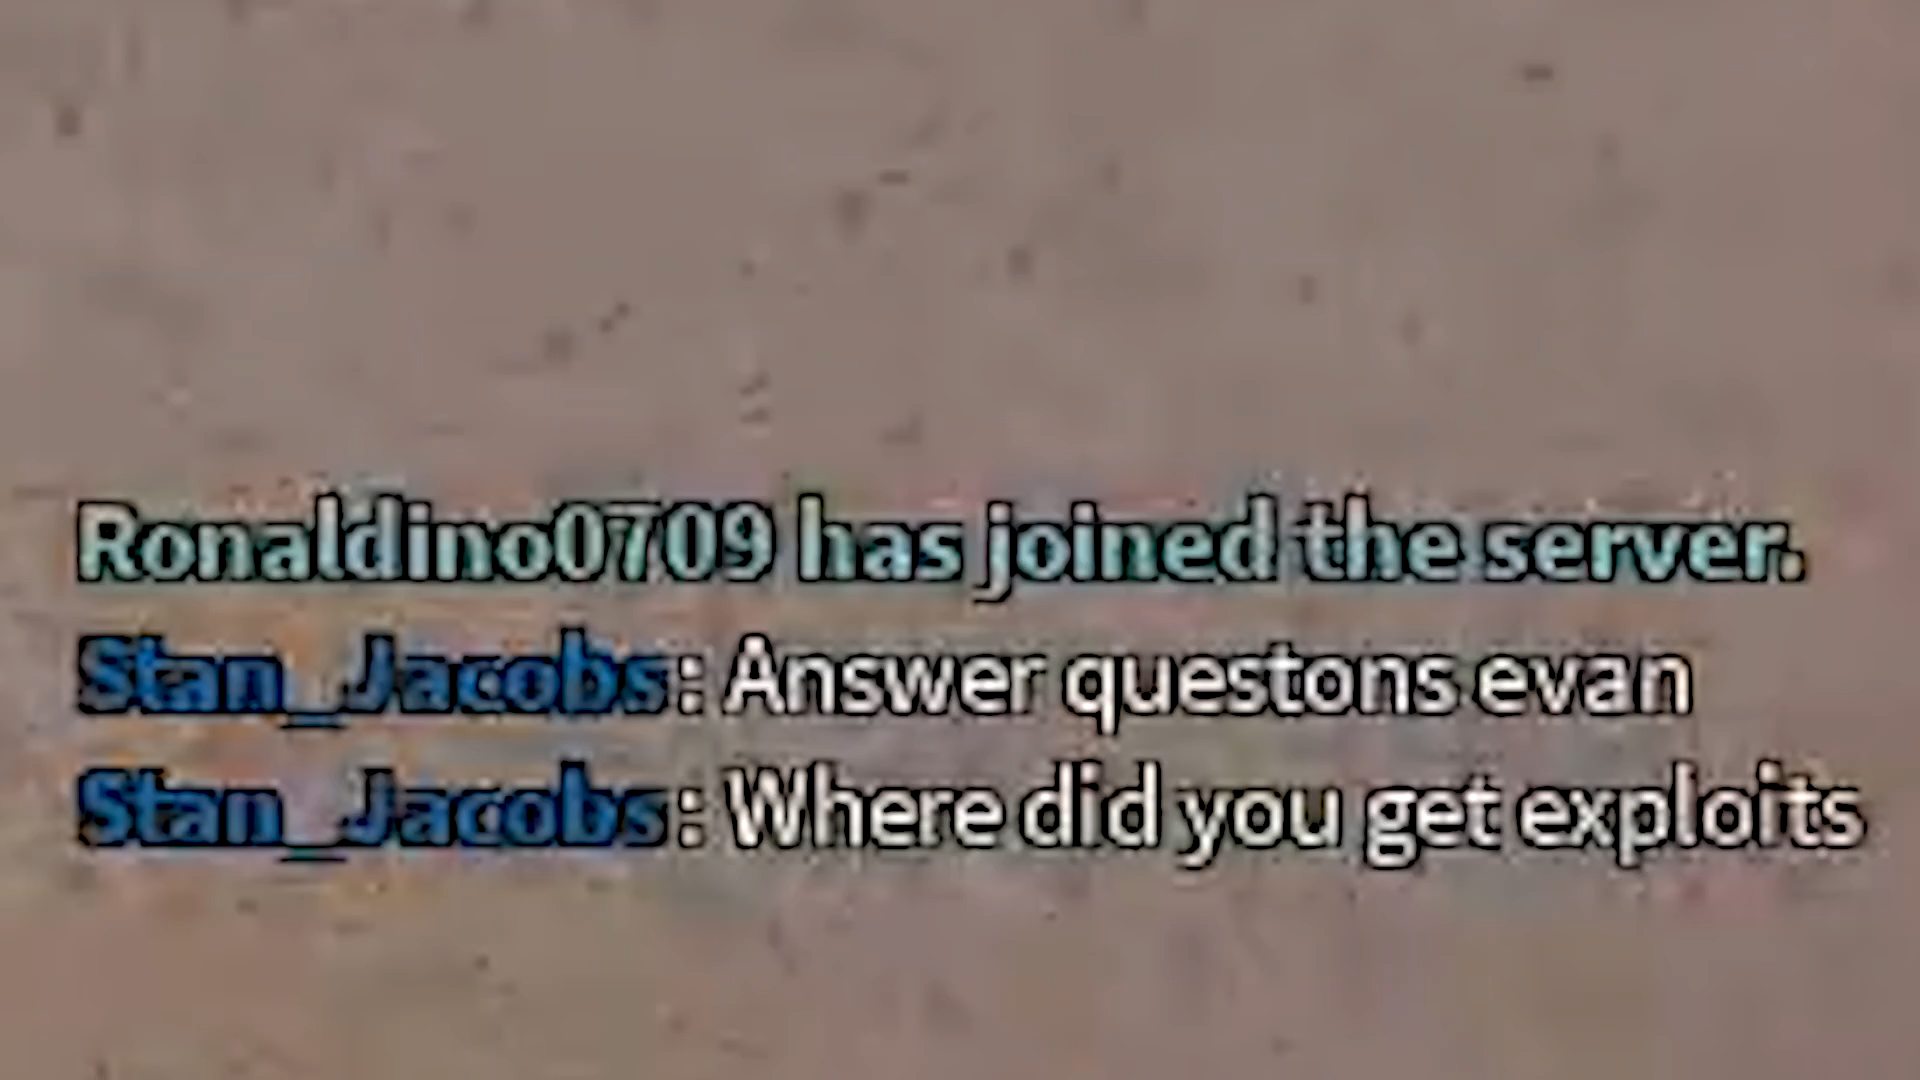 Ronaldino0709 has joined the server.
Stan_Jacobs: Answer questons evan
Stan_Jacobs: Where did you get exploits